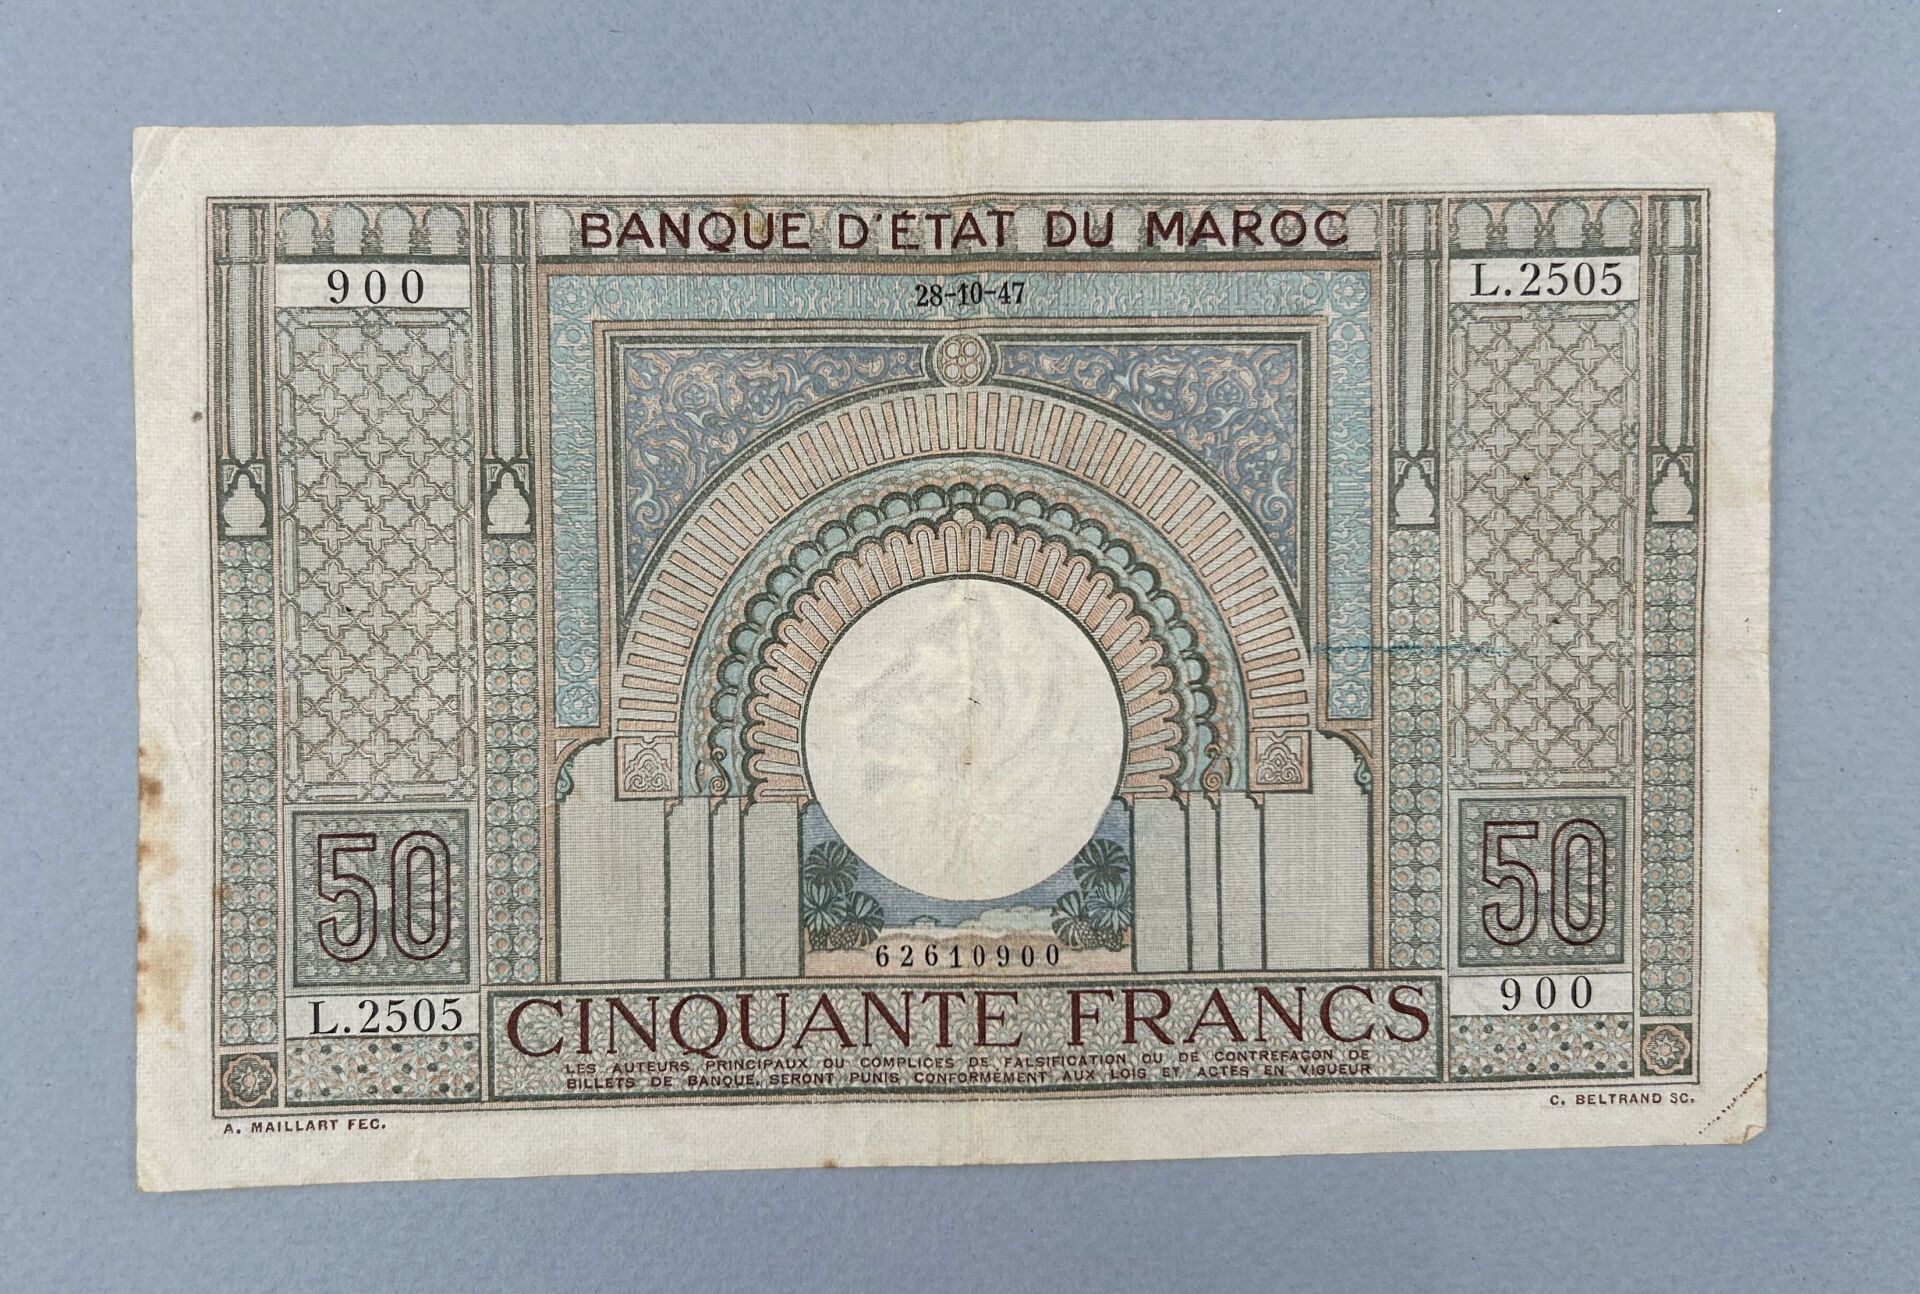 BANQUE D'ÉTAT DU MAROC
900
28-10-47
L.2505
50
50
62610900
L.2505
900
CINQUANTE FRANCS
LES AUTEURS PRINCIPAUX OU COMPLICES DE FALSIFICATION OU DE CONTREFAÇON DE
BILLETS DE BANQUE, SERONT PUNIS CONFORMÉMENT AUX LOIS ET ACTES EN VIGUEUR
A. MAILLART FEC.
C. BELTRAND SC.